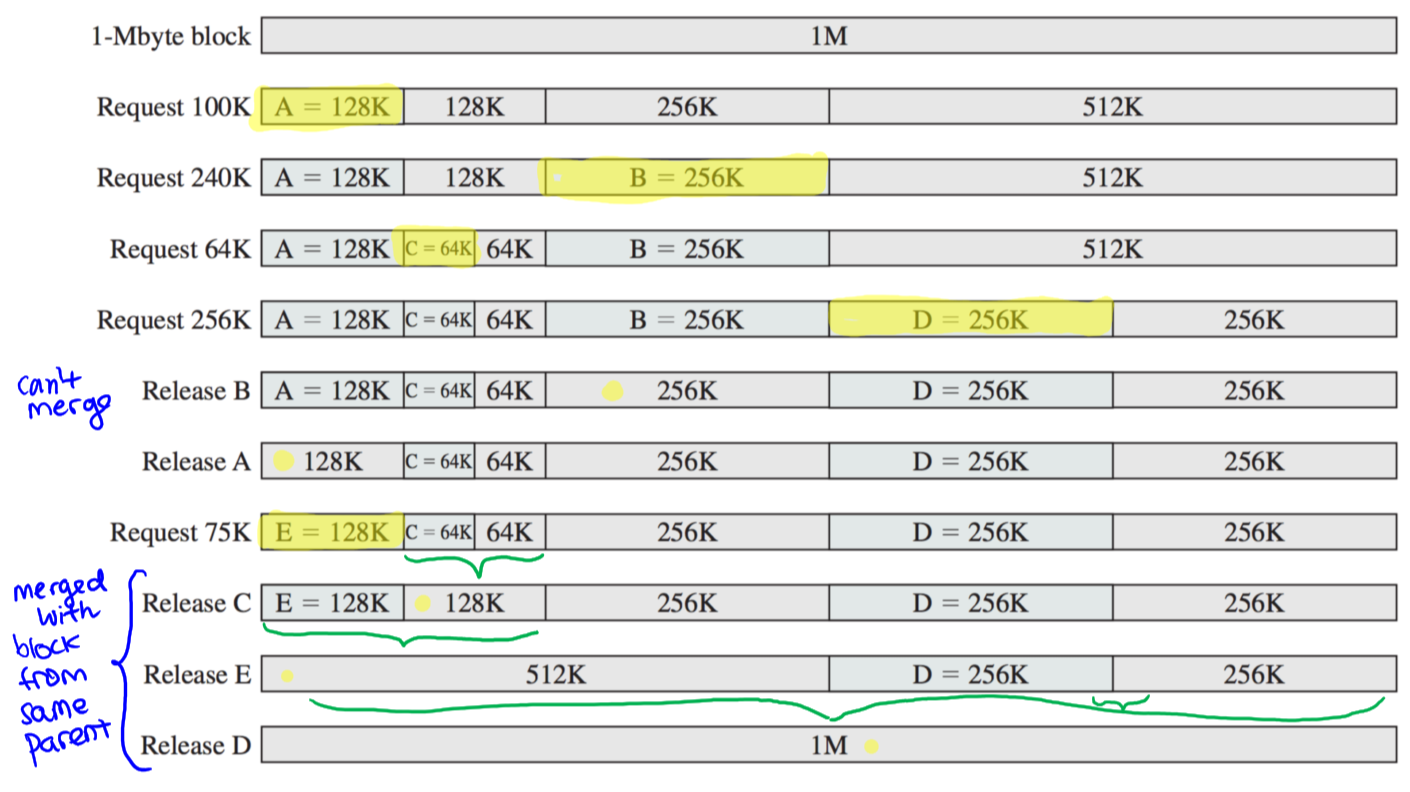 1-Mbyte block 1M
Request 100K A = 128K 128K 256K 512K
Request 240K A = 128K 128K B = 256K 512K
Request 64K A = 128K C = 64K 64K B = 256K 512K
Request 256K A = 128K C = 64K 64K B = 256K D = 256K 256K
can't
merge
Release B A = 128K C = 64K 64K 256K D = 256K 256K
Release A 128K C = 64K 64K 256K D = 256K 256K
Request 75K E = 128K C = 64K 64K 256K D = 256K 256K
merged
with
block
from
same
parent
Release C E = 128K 128K 256K D = 256K 256K
Release E 512K D = 256K 256K
Release D 1M